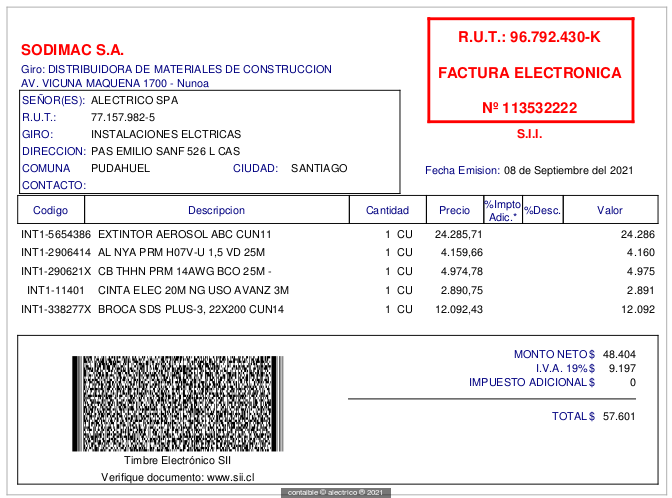 SODIMAC S.A.
Giro: DISTRIBUIDORA DE MATERIALES DE CONSTRUCCION
AV. VICUNA MAQUENA 1700 - Nunoa
R.U.T.: 96.792.430-K
FACTURA ELECTRONICA
Nº 113532222
S.I.I.
SEÑOR(ES): ALECTRICO SPA
R.U.T.: 77.157.982-5
GIRO: INSTALACIONES ELCTRICAS
DIRECCION: PAS EMILIO SANF 526 L CAS
COMUNA PUDAHUEL CIUDAD: SANTIAGO
CONTACTO:
Fecha Emision: 08 de Septiembre del 2021
Codigo Descripcion Cantidad Precio %Impto Adic.* %Desc. Valor
INT1-5654386 EXTINTOR AEROSOL ABC CUN11 1 CU 24.285,71 24.286
INT1-2906414 AL NYA PRM H07V-U 1,5 VD 25M 1 CU 4.159,66 4.160
INT1-290621X CB THHN PRM 14AWG BCO 25M - 1 CU 4.974,78 4.975
INT1-11401 CINTA ELEC 20M NG USO AVANZ 3M 1 CU 2.890,75 2.891
INT1-338277X BROCA SDS PLUS-3, 22X200 CUN14 1 CU 12.092,43 12.092
MONTO NETO $ 48.404
I.V.A. 19% $ 9.197
IMPUESTO ADICIONAL $ 0
TOTAL $ 57.601
Timbre Electrónico SII
Verifique documento: www.sii.cl
contaible © alectrico ® 2021